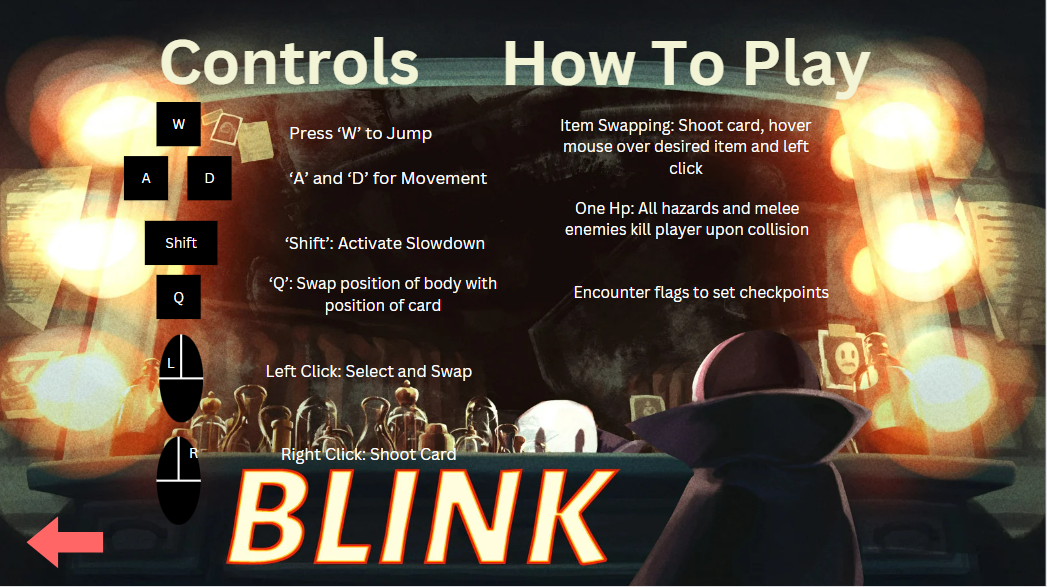 Controls
How To Play
W
Press ‘W’ to Jump
A
D
‘A’ and ‘D’ for Movement
Shift
‘Shift’: Activate Slowdown
Q
‘Q’: Swap position of body with
position of card
L
Left Click: Select and Swap
R
Right Click: Shoot Card
Item Swapping: Shoot card, hover
mouse over desired item and left
click
One Hp: All hazards and melee
enemies kill player upon collision
Encounter flags to set checkpoints
BLINK